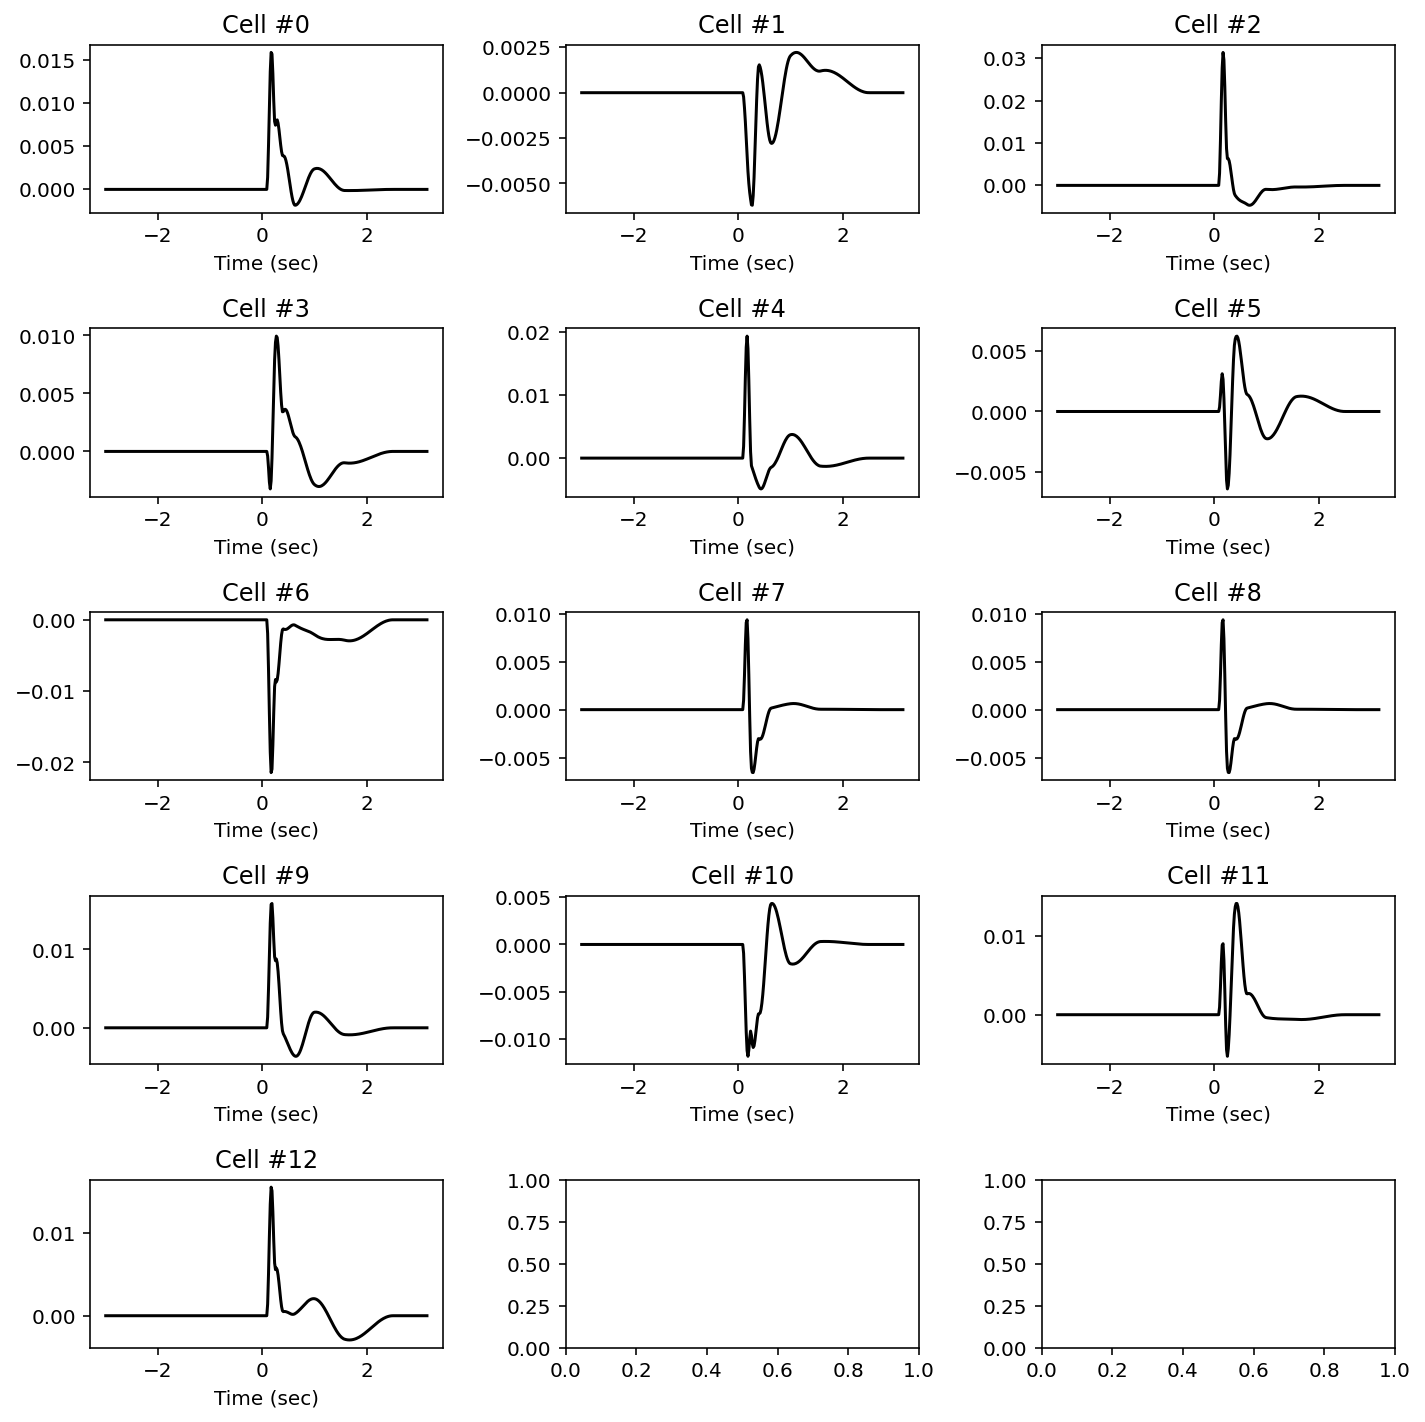 Cell #0 Cell #1 Cell #2
0.015 0.010 0.005 0.000
0.0025 0.0000 −0.0025 −0.0050
0.03 0.02 0.01 0.00
−2 0 2 −2 0 2 −2 0 2
Time (sec) Time (sec) Time (sec)
Cell #3 Cell #4 Cell #5
0.010 0.005 0.000
0.02 0.01 0.00
0.005 0.000 −0.005
−2 0 2 −2 0 2 −2 0 2
Time (sec) Time (sec) Time (sec)
Cell #6 Cell #7 Cell #8
0.00 −0.01 −0.02
0.010 0.005 0.000 −0.005
0.010 0.005 0.000 −0.005
−2 0 2 −2 0 2 −2 0 2
Time (sec) Time (sec) Time (sec)
Cell #9 Cell #10 Cell #11
0.01 0.00
0.005 0.000 −0.005 −0.010
0.01 0.00
−2 0 2 −2 0 2 −2 0 2
Time (sec) Time (sec) Time (sec)
Cell #12
0.01 0.00
1.00 0.75 0.50 0.25 0.00
1.00 0.75 0.50 0.25 0.00
−2 0 2 0.0 0.2 0.4 0.6 0.8 1.0 0.0 0.2 0.4 0.6 0.8 1.0
Time (sec)